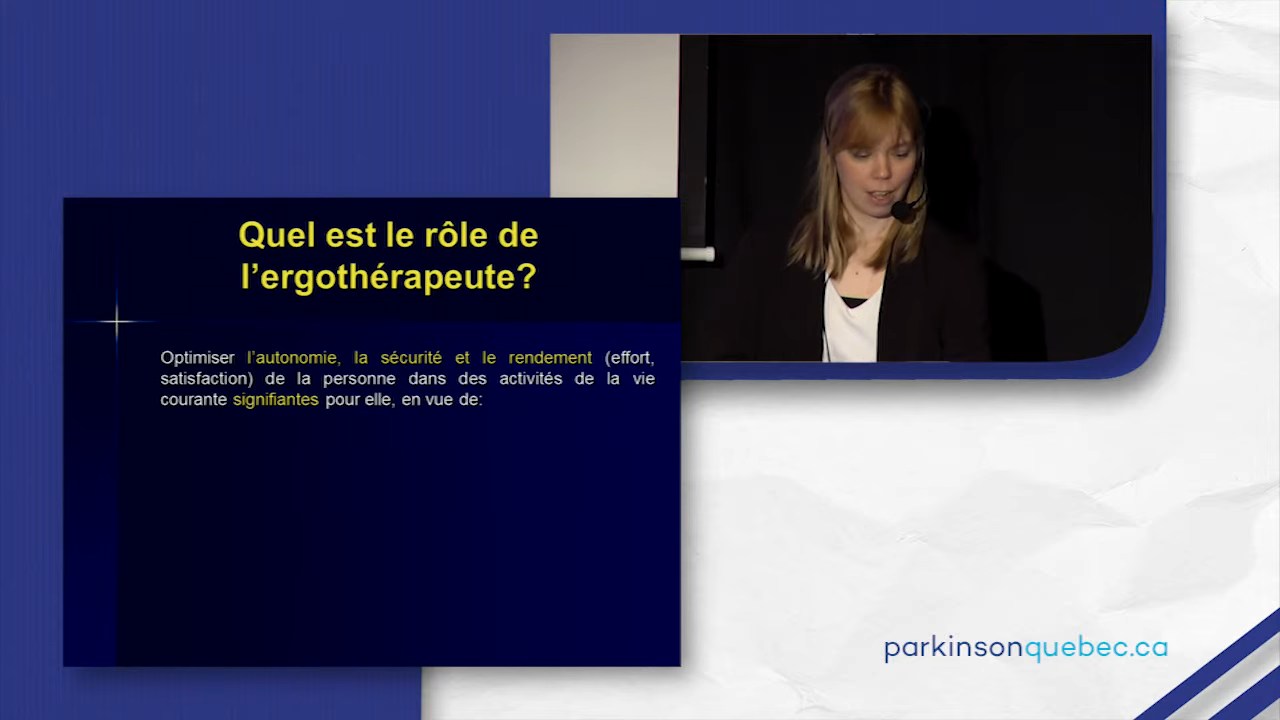 Quel est le rôle de
l’ergothérapeute?
Optimiser l’autonomie, la sécurité et le rendement (effort,
satisfaction) de la personne dans des activités de la vie
courante signifiantes pour elle, en vue de:
parkinsonquebec.ca